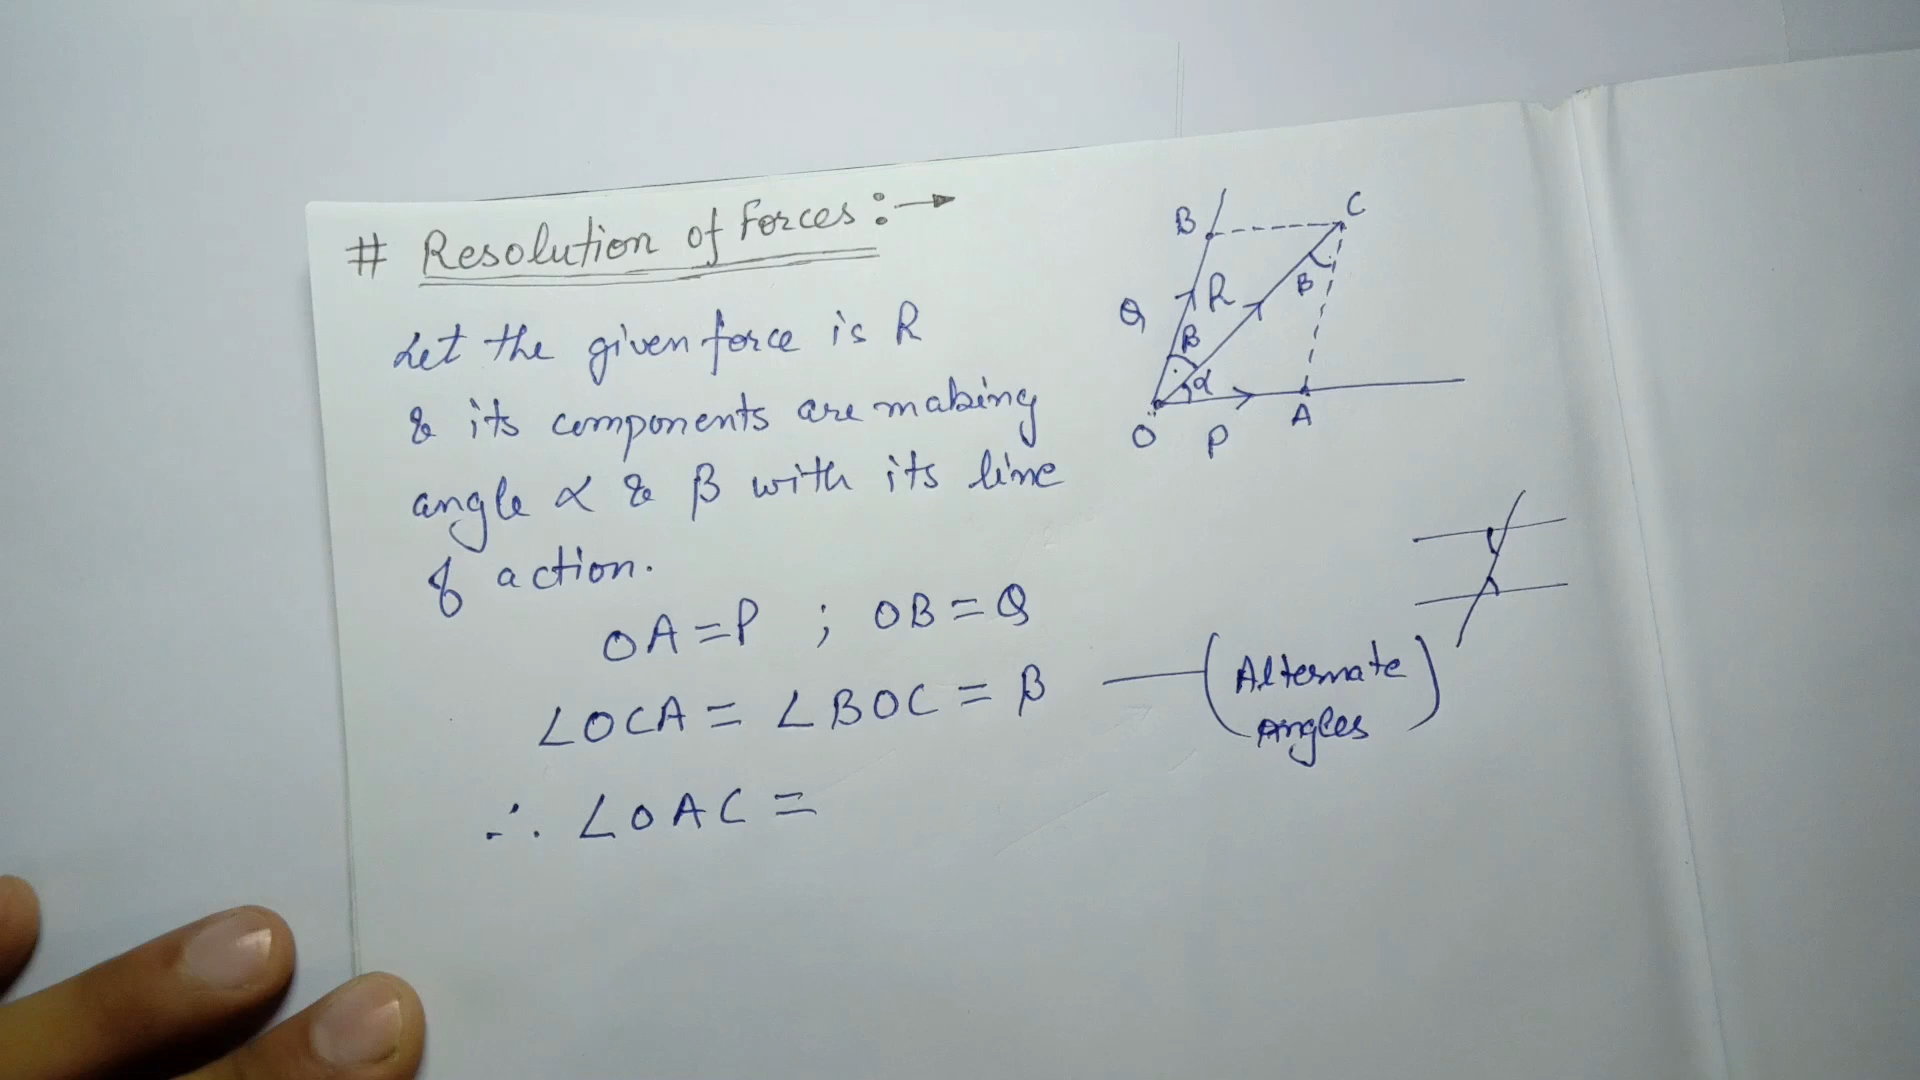 # Resolution of Forces :→
Let the given force is R
& its components are making
angle α & β with its line
of action.
OA = P ; OB = Q
∠OCA = ∠BOC = β — (Alternate
Angles)
∴ ∠OAC =
B C
Q R B
β
α
O P A